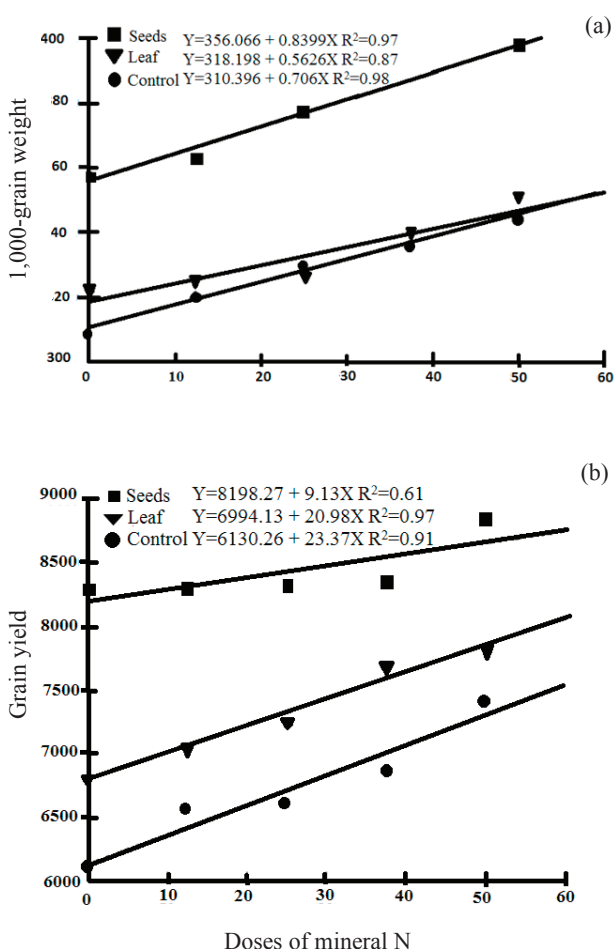 (a)
Seeds Y=356.066 + 0.8399X R²=0.97
Leaf Y=318.198 + 0.5626X R²=0.87
Control Y=310.396 + 0.706X R²=0.98
1,000-grain weight
400
80
60
40
20
300
0 10 20 30 40 50 60
(b)
Seeds Y=8198.27 + 9.13X R²=0.61
Leaf Y=6994.13 + 20.98X R²=0.97
Control Y=6130.26 + 23.37X R²=0.91
Grain yield
9000
8500
8000
7500
7000
6500
6000
0 10 20 30 40 50 60
Doses of mineral N